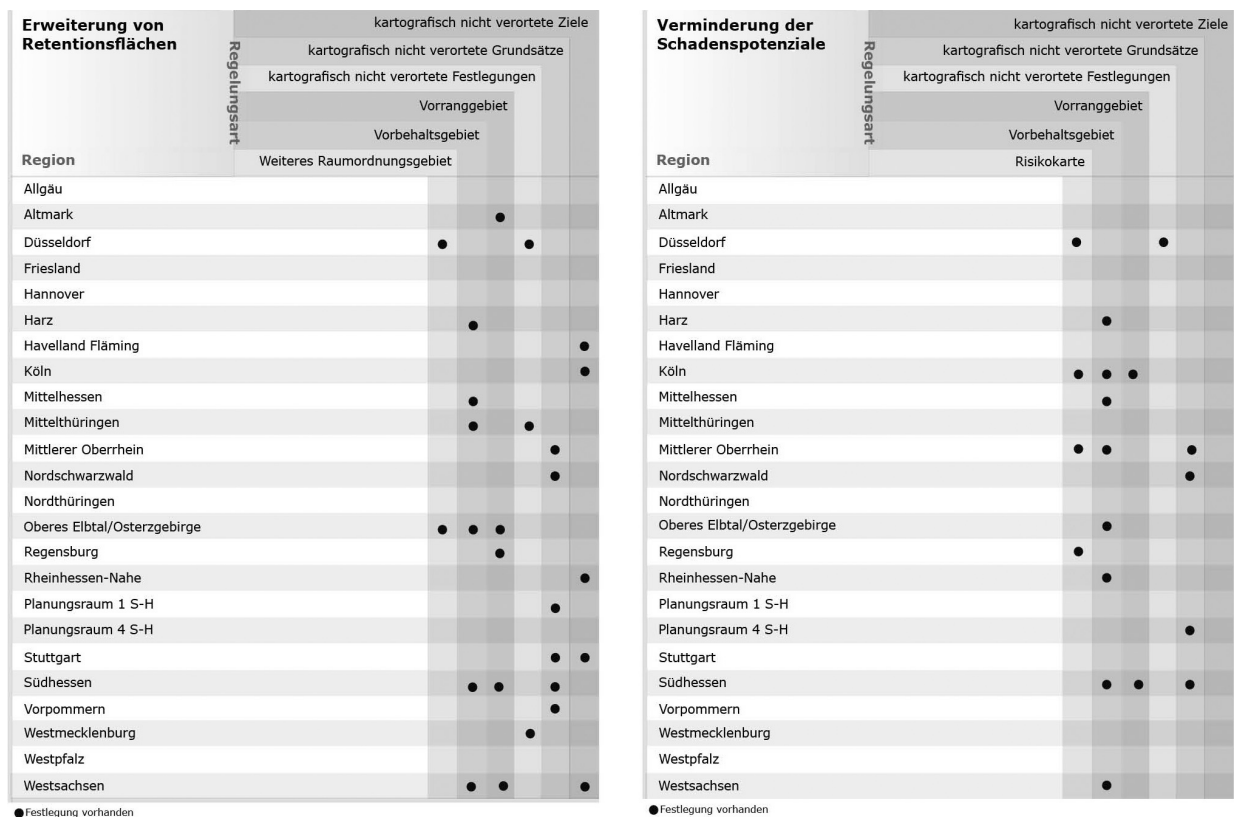 Erweiterung von
Retentionsflächen
Regelungsart
kartografisch nicht verortete Ziele
kartografisch nicht verortete Grundsätze
kartografisch nicht verortete Festlegungen
Vorranggebiet
Vorbehaltsgebiet
Region
Weiteres Raumordnungsgebiet
Allgäu
Altmark
Düsseldorf
Friesland
Hannover
Harz
Havelland Fläming
Köln
Mittelhessen
Mittelthüringen
Mittlerer Oberrhein
Nordschwarzwald
Nordthüringen
Oberes Elbtal/Osterzgebirge
Regensburg
Rheinhessen-Nahe
Planungsraum 1 S-H
Planungsraum 4 S-H
Stuttgart
Südhessen
Vorpommern
Westmecklenburg
Westpfalz
Westsachsen
Festlegung vorhanden
Verminderung der
Schadenspotenziale
Regelungsart
kartografisch nicht verortete Ziele
kartografisch nicht verortete Grundsätze
kartografisch nicht verortete Festlegungen
Vorranggebiet
Vorbehaltsgebiet
Region
Risikokarte
Allgäu
Altmark
Düsseldorf
Friesland
Hannover
Harz
Havelland Fläming
Köln
Mittelhessen
Mittelthüringen
Mittlerer Oberrhein
Nordschwarzwald
Nordthüringen
Oberes Elbtal/Osterzgebirge
Regensburg
Rheinhessen-Nahe
Planungsraum 1 S-H
Planungsraum 4 S-H
Stuttgart
Südhessen
Vorpommern
Westmecklenburg
Westpfalz
Westsachsen
Festlegung vorhanden